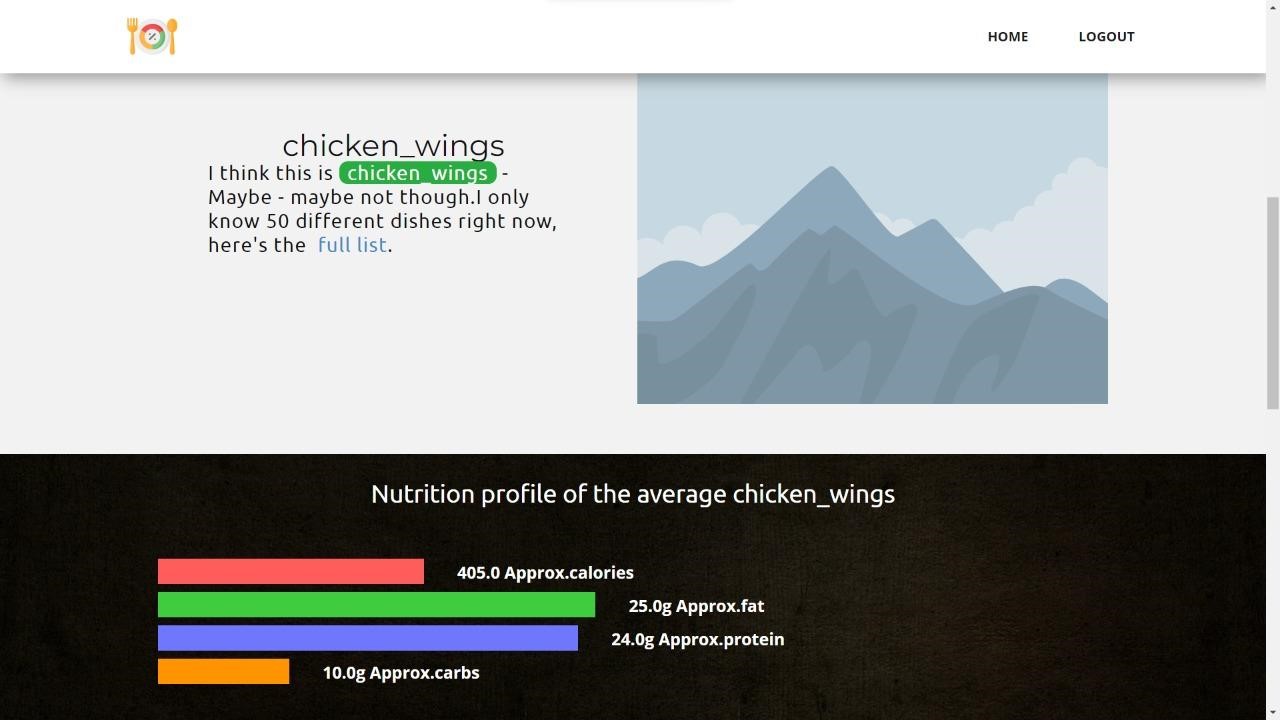 HOME LOGOUT
chicken_wings
I think this is chicken_wings -
Maybe - maybe not though.I only
know 50 different dishes right now,
here's the full list.
Nutrition profile of the average chicken_wings
405.0 Approx.calories
25.0g Approx.fat
24.0g Approx.protein
10.0g Approx.carbs